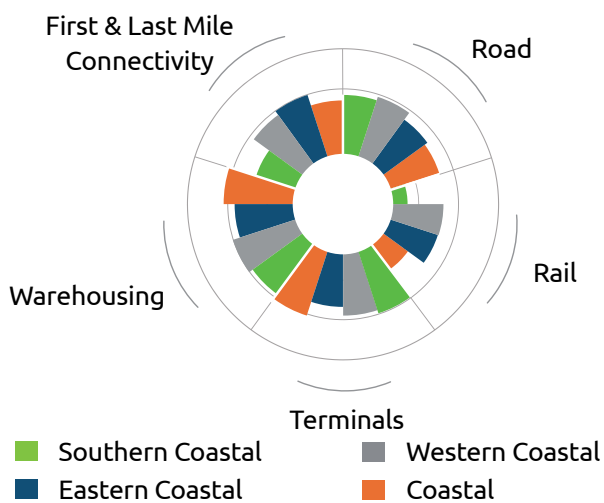 First & Last Mile
Connectivity
Road
Rail
Warehousing
Terminals
Southern Coastal
Western Coastal
Eastern Coastal
Coastal